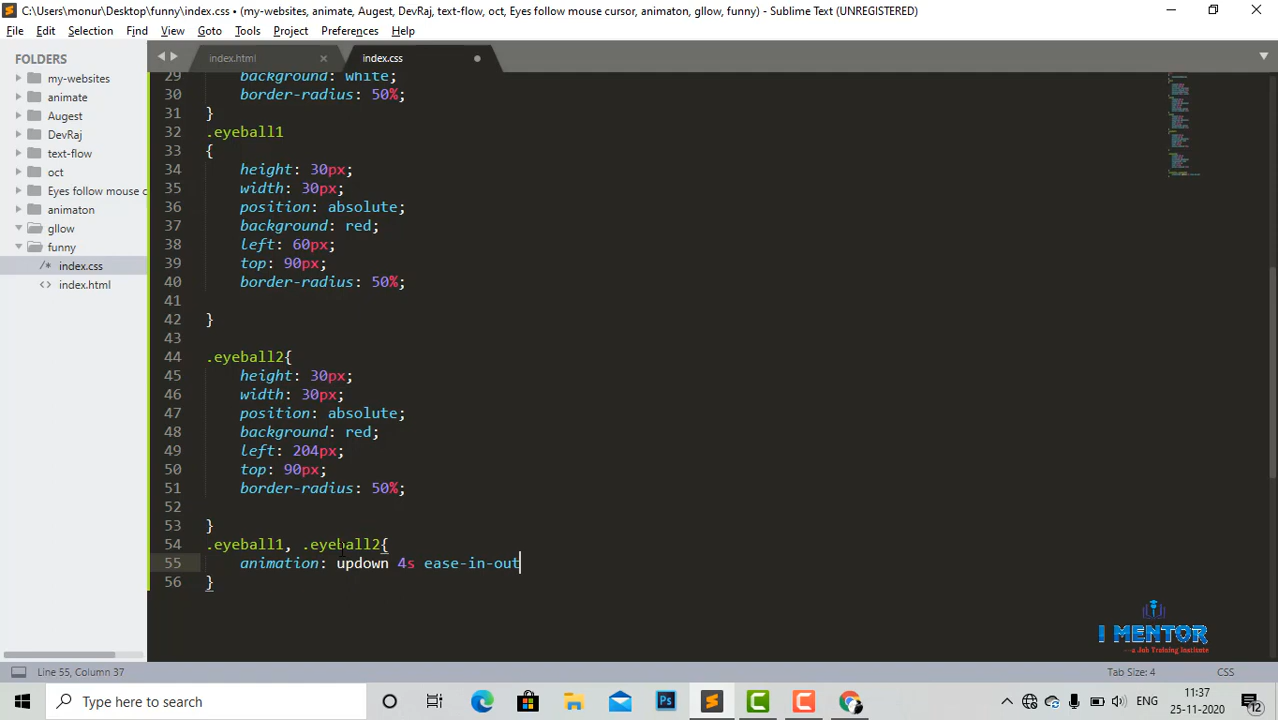 C:\Users\monur\Desktop\funny\index.css (my-websites, animate, Augest, DevRaj, text-flow, oct, Eyes follow mouse cursor, animaton, gllow, funny) - Sublime Text (UNREGISTERED)
File Edit Selection Find View Goto Tools Project Preferences Help
FOLDERS
my-websites
animate
Augest
DevRaj
text-flow
oct
Eyes follow mouse c
animaton
gllow
funny
/* index.css
<> index.html
index.html × index.css
29 background: white;
30 border-radius: 50%;
31 }
32 .eyeball1
33 {
34 height: 30px;
35 width: 30px;
36 position: absolute;
37 background: red;
38 left: 60px;
39 top: 90px;
40 border-radius: 50%;
41
42 }
43
44 .eyeball2{
45 height: 30px;
46 width: 30px;
47 position: absolute;
48 background: red;
49 left: 204px;
50 top: 90px;
51 border-radius: 50%;
52
53 }
54 .eyeball1, .eyeball2{
55 animation: updown 4s ease-in-out
56 }
I MENTOR
---a Job Training Institute
Line 55, Column 37 Tab Size: 4 CSS
Type here to search
Ps
ENG
11:37
25-11-2020
12